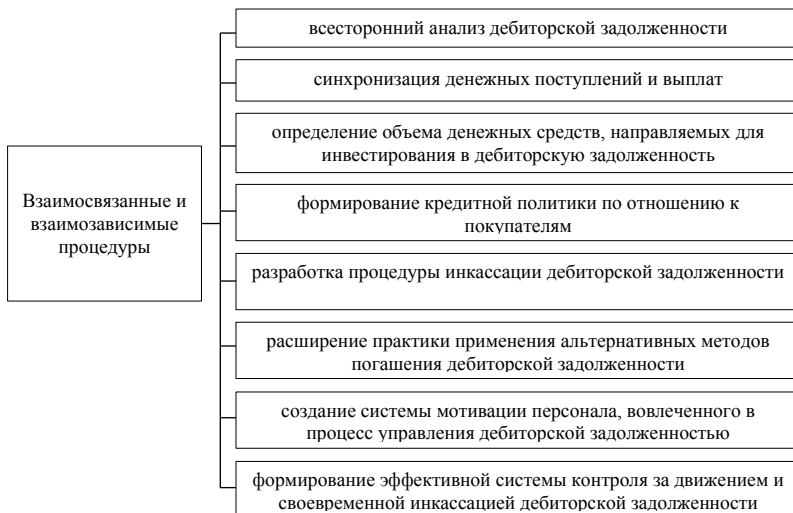 всесторонний анализ дебиторской задолженности
синхронизация денежных поступлений и выплат
определение объема денежных средств, направляемых для
инвестирования в дебиторскую задолженность
Взаимосвязанные и
взаимозависимые
процедуры
формирование кредитной политики по отношению к
покупателям
разработка процедуры инкассации дебиторской задолженности
расширение практики применения альтернативных методов
погашения дебиторской задолженности
создание системы мотивации персонала, вовлеченного в
процесс управления дебиторской задолженностью
формирование эффективной системы контроля за движением и
своевременной инкассацией дебиторской задолженности